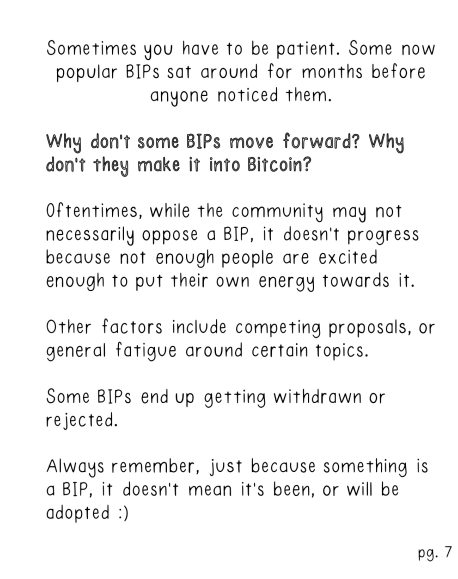 Sometimes you have to be patient. Some now
popular BIPs sat around for months before
anyone noticed them.
Why don't some BIPs move forward? Why
don't they make it into Bitcoin?
Oftentimes, while the community may not
necessarily oppose a BIP, it doesn't progress
because not enough people are excited
enough to put their own energy towards it.
Other factors include competing proposals, or
general fatigue around certain topics.
Some BIPs end up getting withdrawn or
rejected.
Always remember, just because something is
a BIP, it doesn't mean it's been, or will be
adopted :)
pg. 7